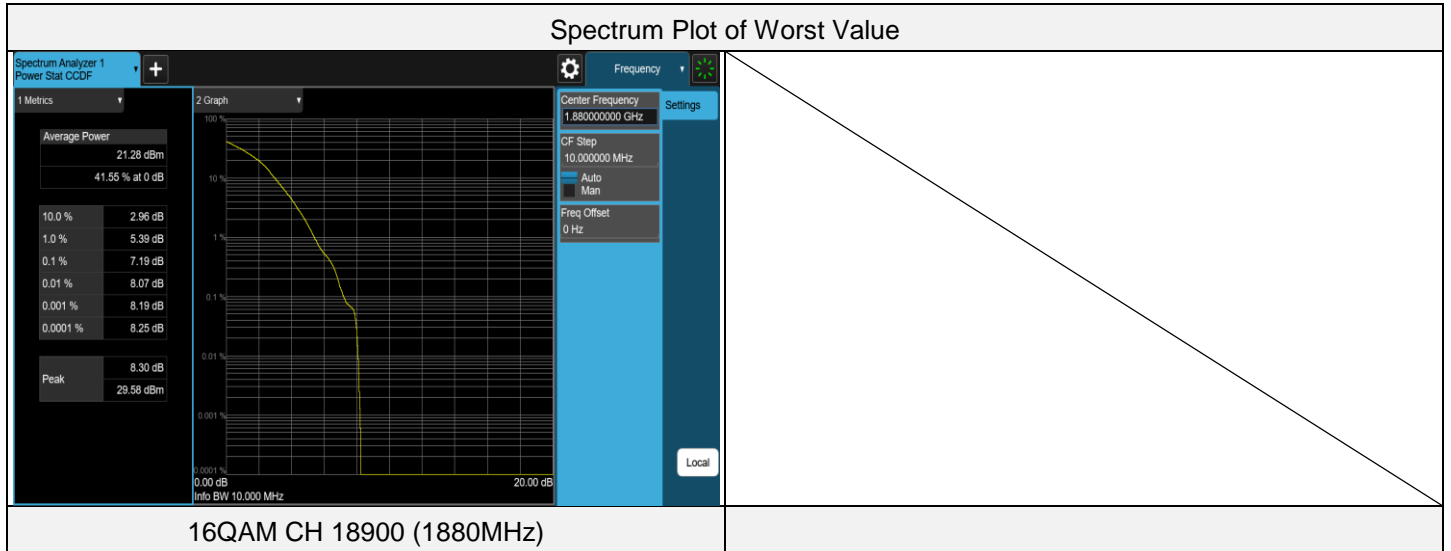 Spectrum Plot of Worst Value
Spectrum Analyzer 1
Power Stat CCDF
+
Frequency
1 Metrics
Average Power
21.28 dBm
41.55 % at 0 dB
10.0 % 2.96 dB
1.0 % 5.39 dB
0.1 % 7.19 dB
0.01 % 8.07 dB
0.001 % 8.19 dB
0.0001 % 8.25 dB
Peak 8.30 dB
29.58 dBm
2 Graph
100 %
10 %
1 %
0.1 %
0.01 %
0.001 %
0.0001 %
0.00 dB 20.00 dB
Info BW 10.000 MHz
Center Frequency
1.880000000 GHz
Settings
CF Step
10.000000 MHz
Auto
Man
Freq Offset
0 Hz
Local
16QAM CH 18900 (1880MHz)